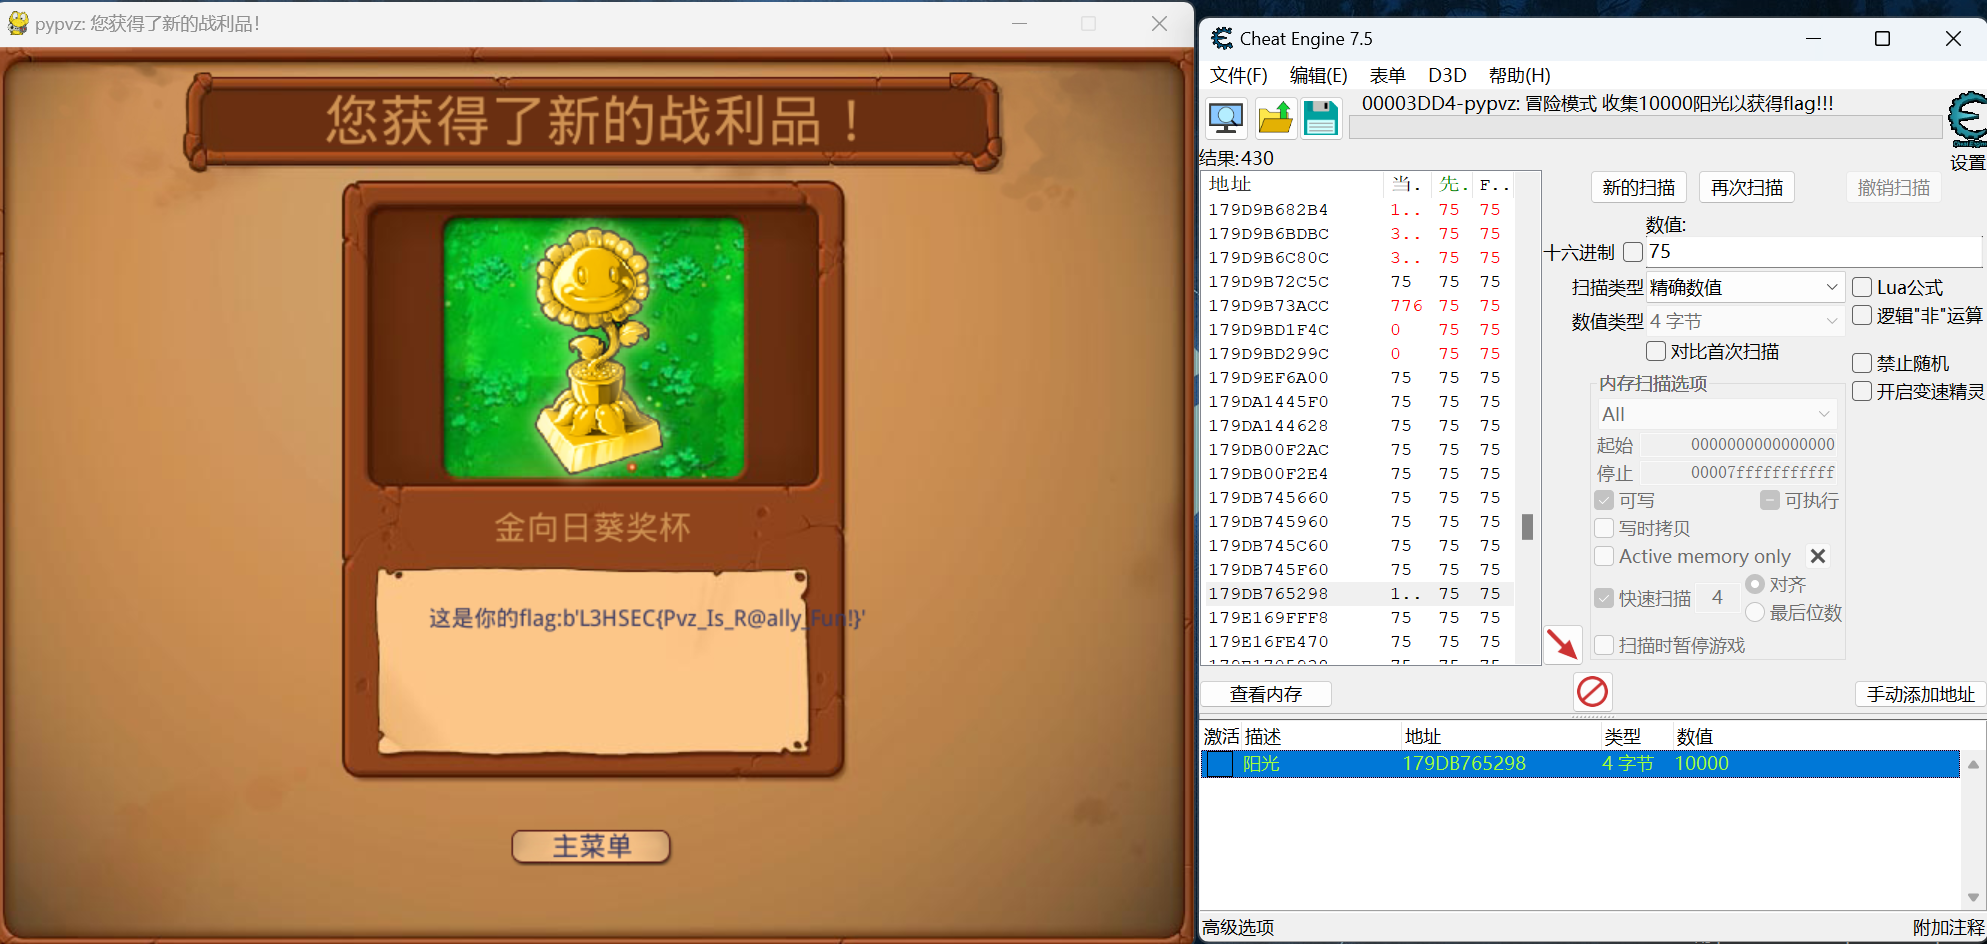 pypvz: 您获得了新的战利品!
您获得了新的战利品！
金向日葵奖杯
这是你的flag:b'L3HSEC{Pvz_Is_R@ally_Fun!}'
主菜单
Cheat Engine 7.5
文件(F) 编辑(E) 表单 D3D 帮助(H)
00003DD4-pypvz: 冒险模式 收集10000阳光以获得flag!!!
设置
结果:430
地址 当. 先. F..
179D9B682B4 1.. 75 75
179D9B6BDBC 3.. 75 75
179D9B6C80C 3.. 75 75
179D9B72C5C 75 75 75
179D9B73ACC 776 75 75
179D9BD1F4C 0 75 75
179D9BD299C 0 75 75
179D9EF6A00 75 75 75
179DA1445F0 75 75 75
179DA144628 75 75 75
179DB00F2AC 75 75 75
179DB00F2E4 75 75 75
179DB745660 75 75 75
179DB745960 75 75 75
179DB745C60 75 75 75
179DB745F60 75 75 75
179DB765298 1.. 75 75
179E169FFF8 75 75 75
179E16FE470 75 75 75
新的扫描 再次扫描 撤销扫描
数值:
十六进制 75
扫描类型 精确数值 Lua公式
数值类型 4 字节 逻辑"非"运算
对比首次扫描
禁止随机
开启变速精灵
内存扫描选项
All
起始 0000000000000000
停止 00007fffffffffff
可写 可执行
写时拷贝
Active memory only
快速扫描 4 对齐
最后位数
扫描时暂停游戏
查看内存 手动添加地址
激活 描述 地址 类型 数值
阳光 179DB765298 4 字节 10000
高级选项 附加注释